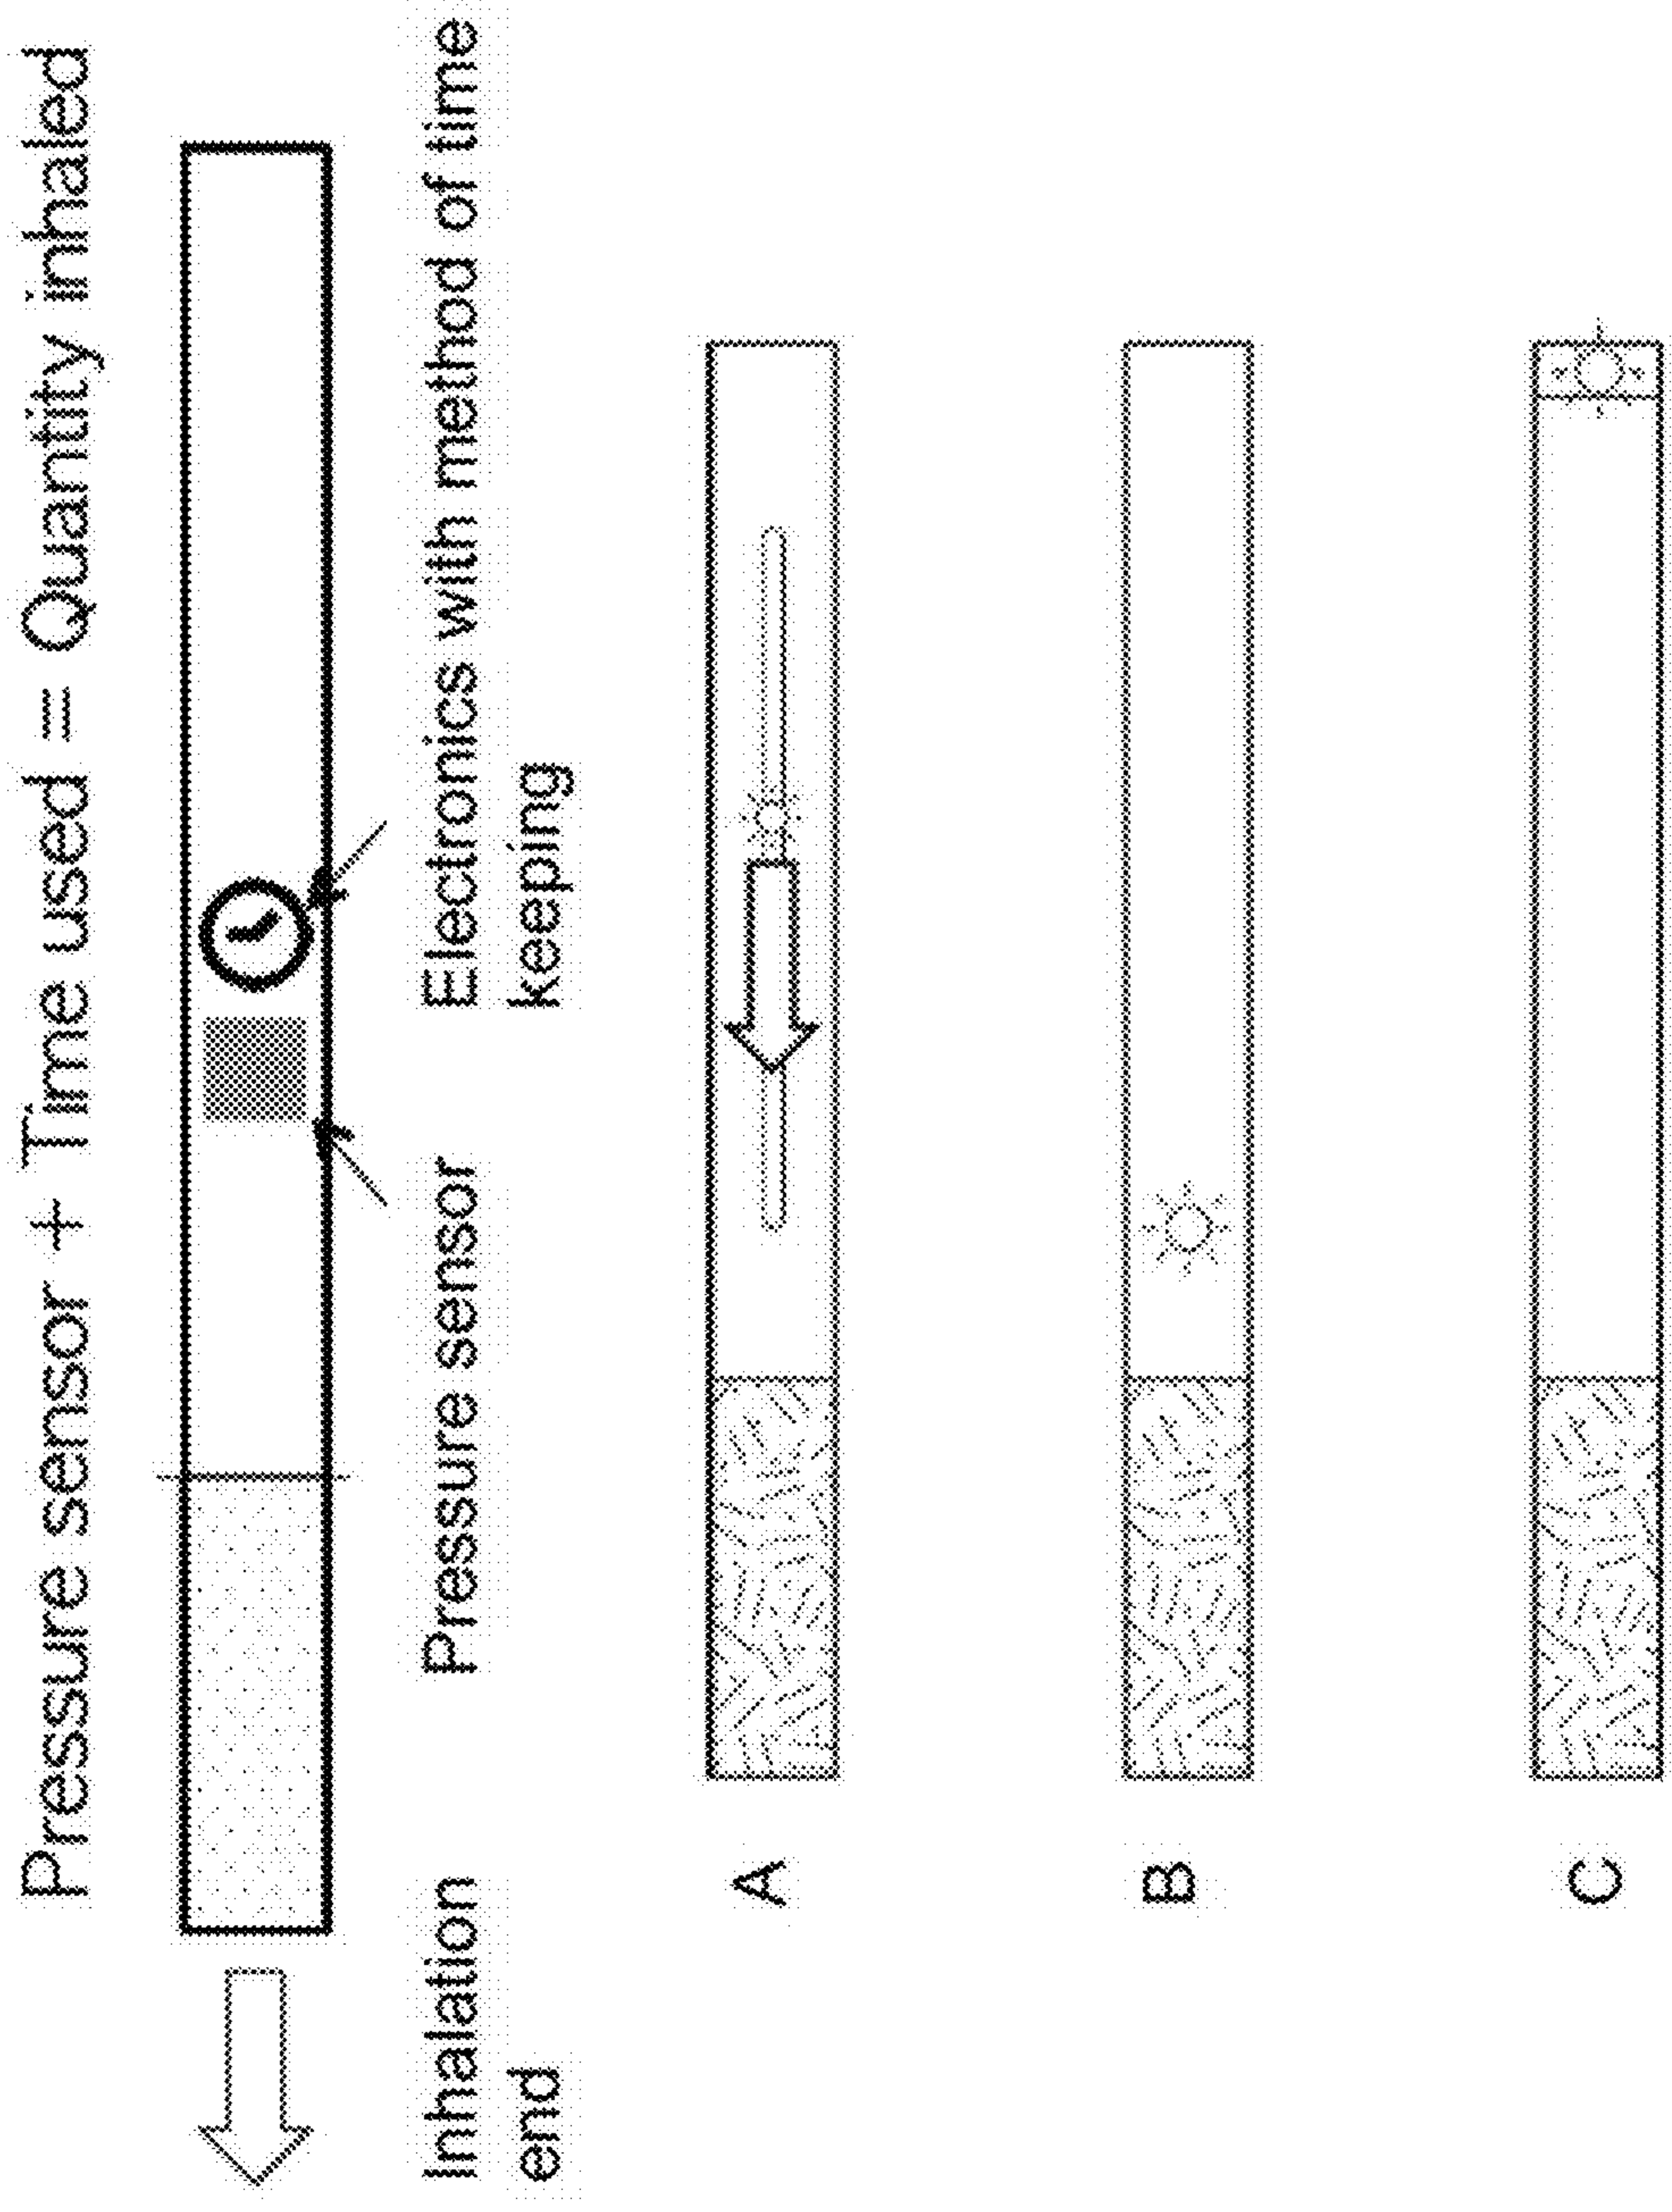 Pressure sensor + Time used = Quantity inhaled
Inhalation
end
Pressure sensor
Electronics with method of time
keeping
A
B
C